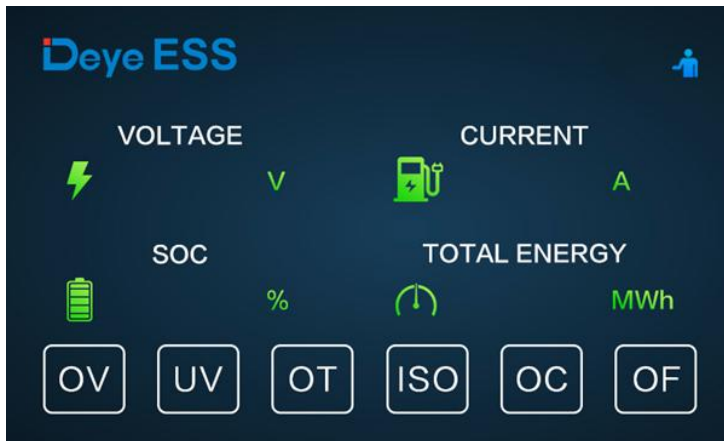 Deye ESS
VOLTAGE CURRENT
V A
SOC TOTAL ENERGY
% MWh
OV UV OT ISO OC OF